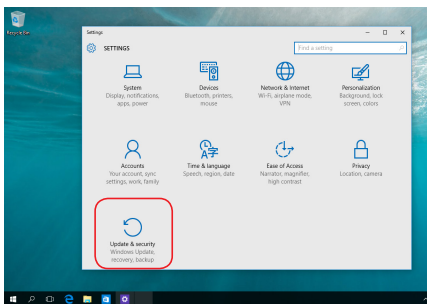 Recycle Bin
Settings
SETTINGS
Find a setting
System
Display, notifications,
apps, power
Devices
Bluetooth, printers,
mouse
Network & Internet
Wi-Fi, airplane mode,
VPN
Personalization
Background, lock
screen, colors
Accounts
Your account, sync
settings, work, family
Time & language
Speech, region, date
Ease of Access
Narrator, magnifier,
high contrast
Privacy
Location, camera
Update & security
Windows Update,
recovery, backup